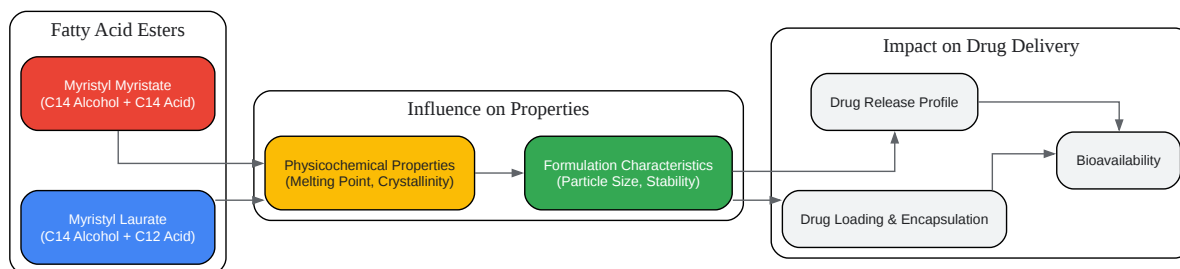 Fatty Acid Esters
Myristyl Myristate
(C14 Alcohol + C14 Acid)
Myristyl Laurate
(C14 Alcohol + C12 Acid)
Influence on Properties
Physicochemical Properties
(Melting Point, Crystallinity)
Formulation Characteristics
(Particle Size, Stability)
Impact on Drug Delivery
Drug Release Profile
Drug Loading & Encapsulation
Bioavailability